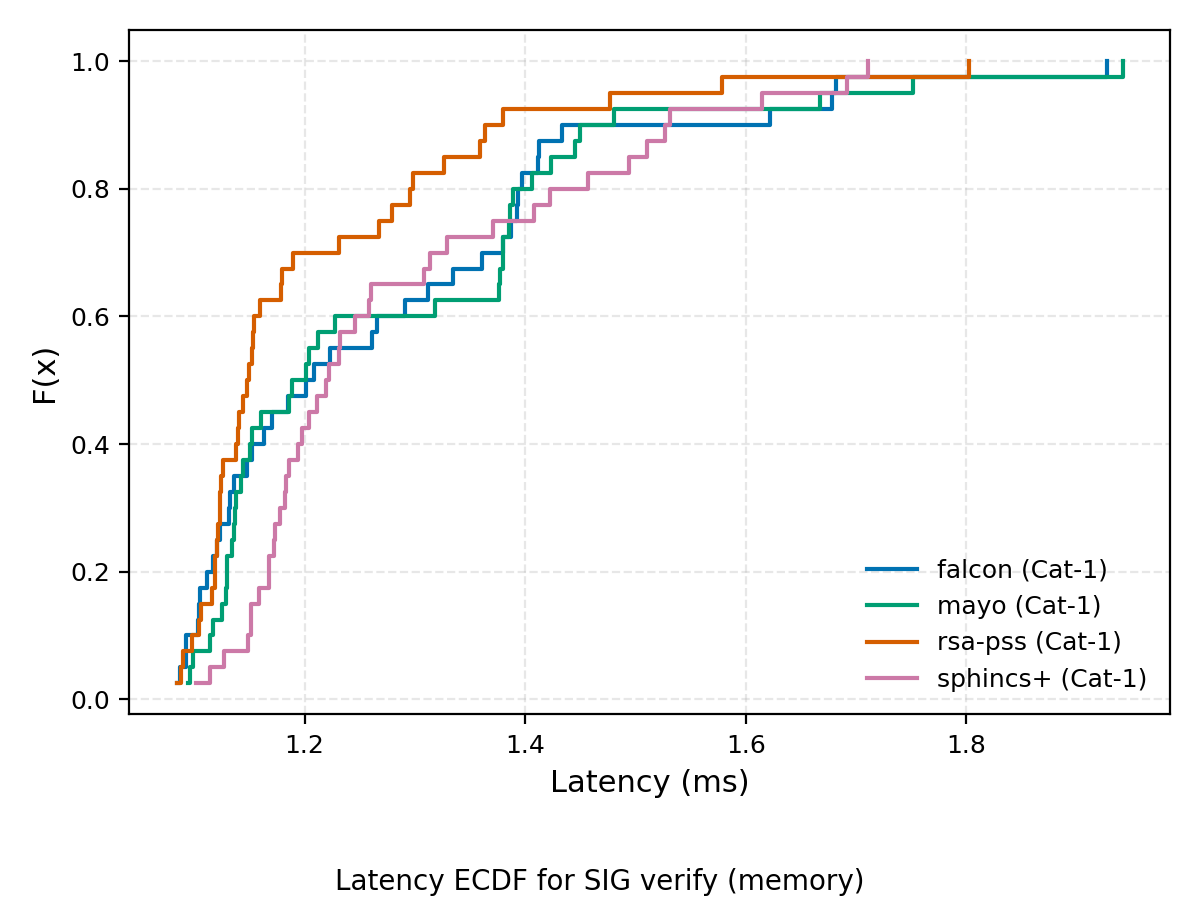 1.0
0.8
0.6
0.4
0.2
0.0
F(x)
falcon (Cat-1)
mayo (Cat-1)
rsa-pss (Cat-1)
sphincs+ (Cat-1)
1.2 1.4 1.6 1.8
Latency (ms)
Latency ECDF for SIG verify (memory)